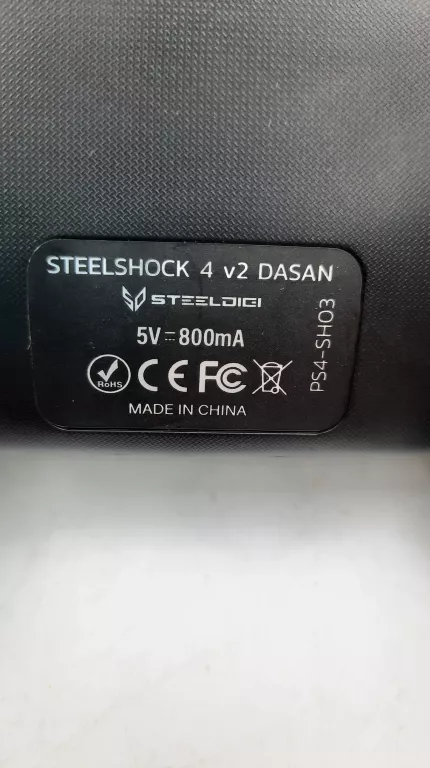 STEELSHOCK 4 v2 DASAN
STEELDIGI
5V⎓800mA
RoHS CE FC
MADE IN CHINA
PS4-SH03